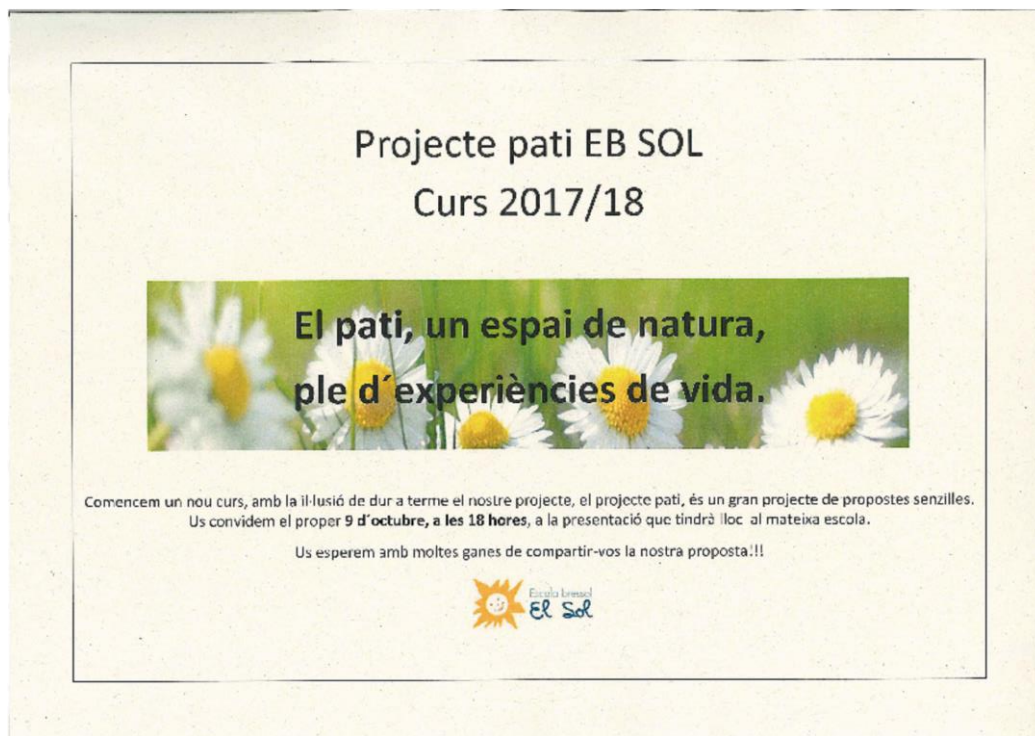 Projecte pati EB SOL
Curs 2017/18
El pati, un espai de natura,
ple d´experiències de vida.
Comencem un nou curs, amb la il·lusió de dur a terme el nostre projecte, el projecte pati, és un gran projecte de propostes senzilles.
Us convidem el proper 9 d´octubre, a les 18 hores, a la presentació que tindrà lloc al mateixa escola.
Us esperem amb moltes ganes de compartir-vos la nostra proposta!!!
Escola bressol
El Sol